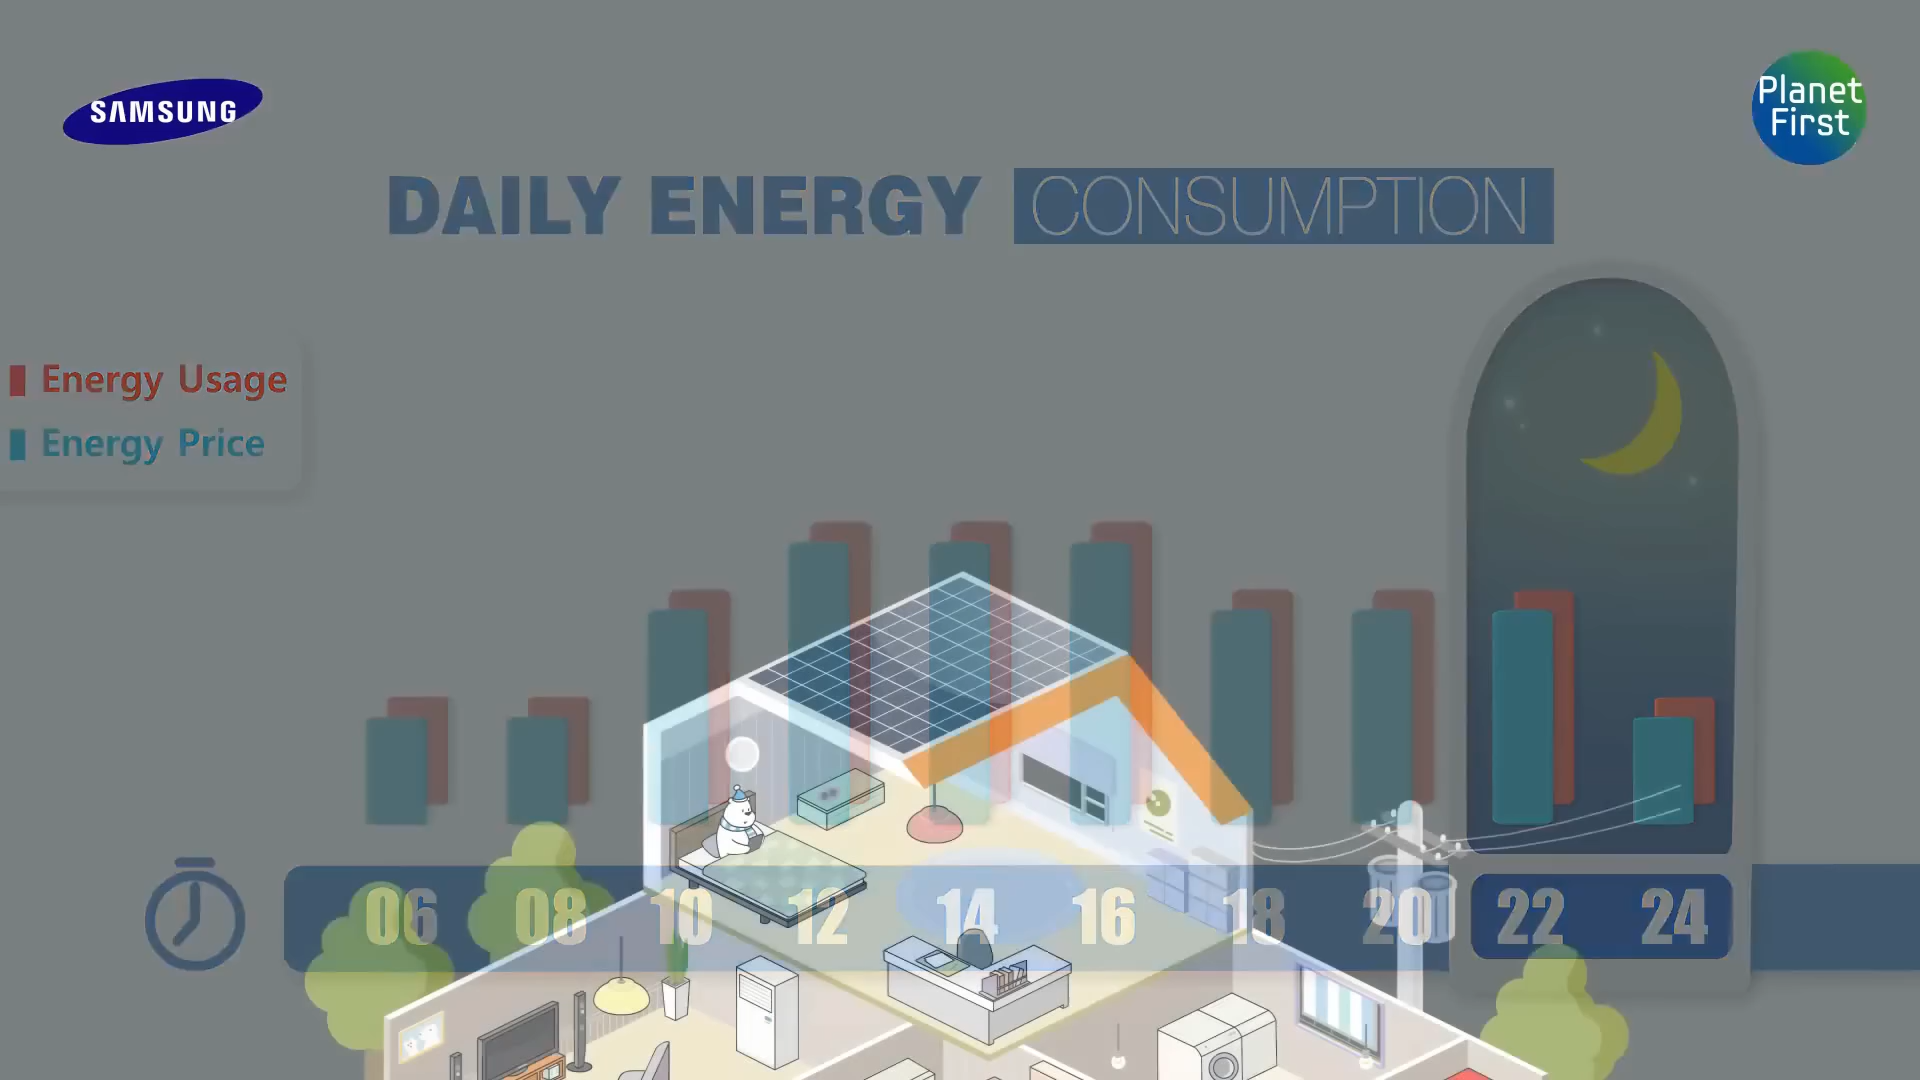 SAMSUNG
Planet
First
DAILY ENERGY CONSUMPTION
Energy Usage
Energy Price
06 08 10 12 14 16 18 20 22 24